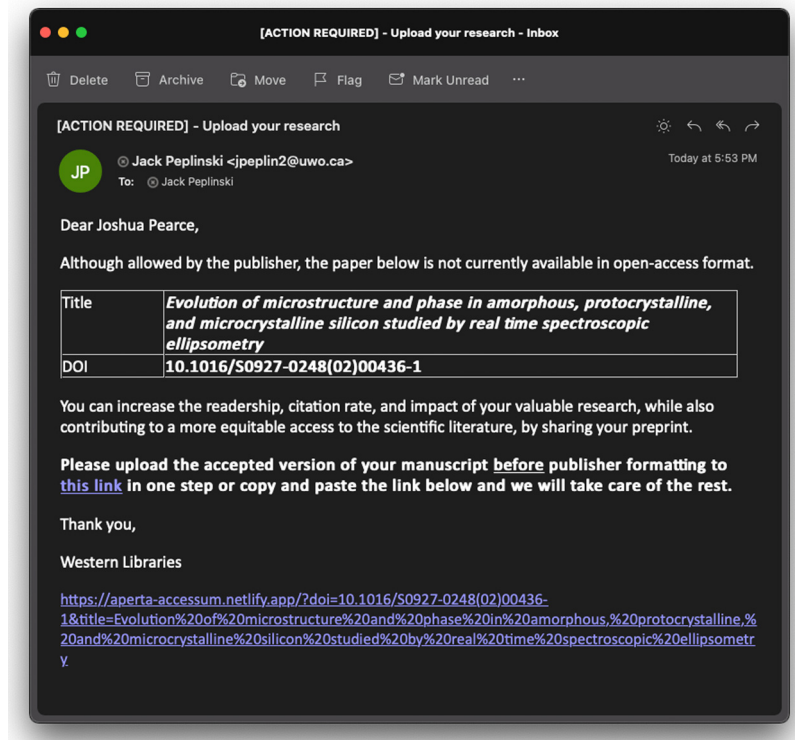 [ACTION REQUIRED] - Upload your research - Inbox
Delete Archive Move Flag Mark Unread ...
[ACTION REQUIRED] - Upload your research
JP
Jack Peplinski <jpeplin2@uwo.ca>
Today at 5:53 PM
To: Jack Peplinski
Dear Joshua Pearce,
Although allowed by the publisher, the paper below is not currently available in open-access format.
Title Evolution of microstructure and phase in amorphous, protocrystalline,
and microcrystalline silicon studied by real time spectroscopic
ellipsometry
DOI 10.1016/S0927-0248(02)00436-1
You can increase the readership, citation rate, and impact of your valuable research, while also
contributing to a more equitable access to the scientific literature, by sharing your preprint.
Please upload the accepted version of your manuscript before publisher formatting to
this link in one step or copy and paste the link below and we will take care of the rest.
Thank you,
Western Libraries
https://aperta-accessum.netlify.app/?doi=10.1016/S0927-0248(02)00436-
1&title=Evolution%20of%20microstructure%20and%20phase%20in%20amorphous,%20protocrystalline,%
20and%20microcrystalline%20silicon%20studied%20by%20real%20time%20spectroscopic%20ellipsometr
y